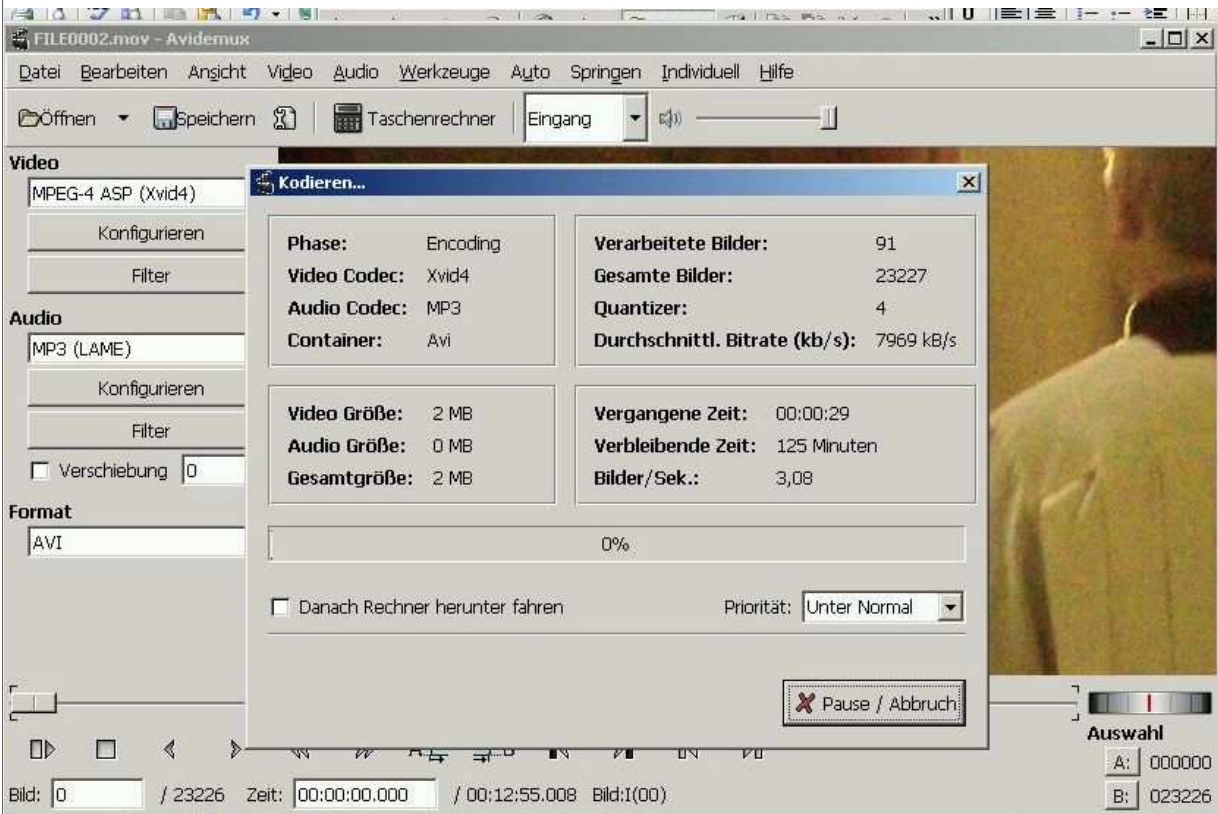 FILE0002.mov - Avidemux
Datei Bearbeiten Ansicht Video Audio Werkzeuge Auto Springen Individuell Hilfe
Öffnen Speichern Taschenrechner Eingang
Video
MPEG-4 ASP (Xvid4)
Konfigurieren
Filter
Audio
MP3 (LAME)
Konfigurieren
Filter
Verschiebung 0
Format
AVI
Kodieren...
Phase: Encoding
Video Codec: Xvid4
Audio Codec: MP3
Container: Avi
Verarbeitete Bilder: 91
Gesamte Bilder: 23227
Quantizer: 4
Durchschnittl. Bitrate (kb/s): 7969 kB/s
Video Größe: 2 MB
Audio Größe: 0 MB
Gesamtgröße: 2 MB
Vergangene Zeit: 00:00:29
Verbleibende Zeit: 125 Minuten
Bilder/Sek.: 3,08
0%
Danach Rechner herunter fahren
Priorität: Unter Normal
Pause / Abbruch
Auswahl
A: 000000
B: 023226
Bild: 0 / 23226 Zeit: 00:00:00.000 / 00:12:55.008 Bild:I(00)